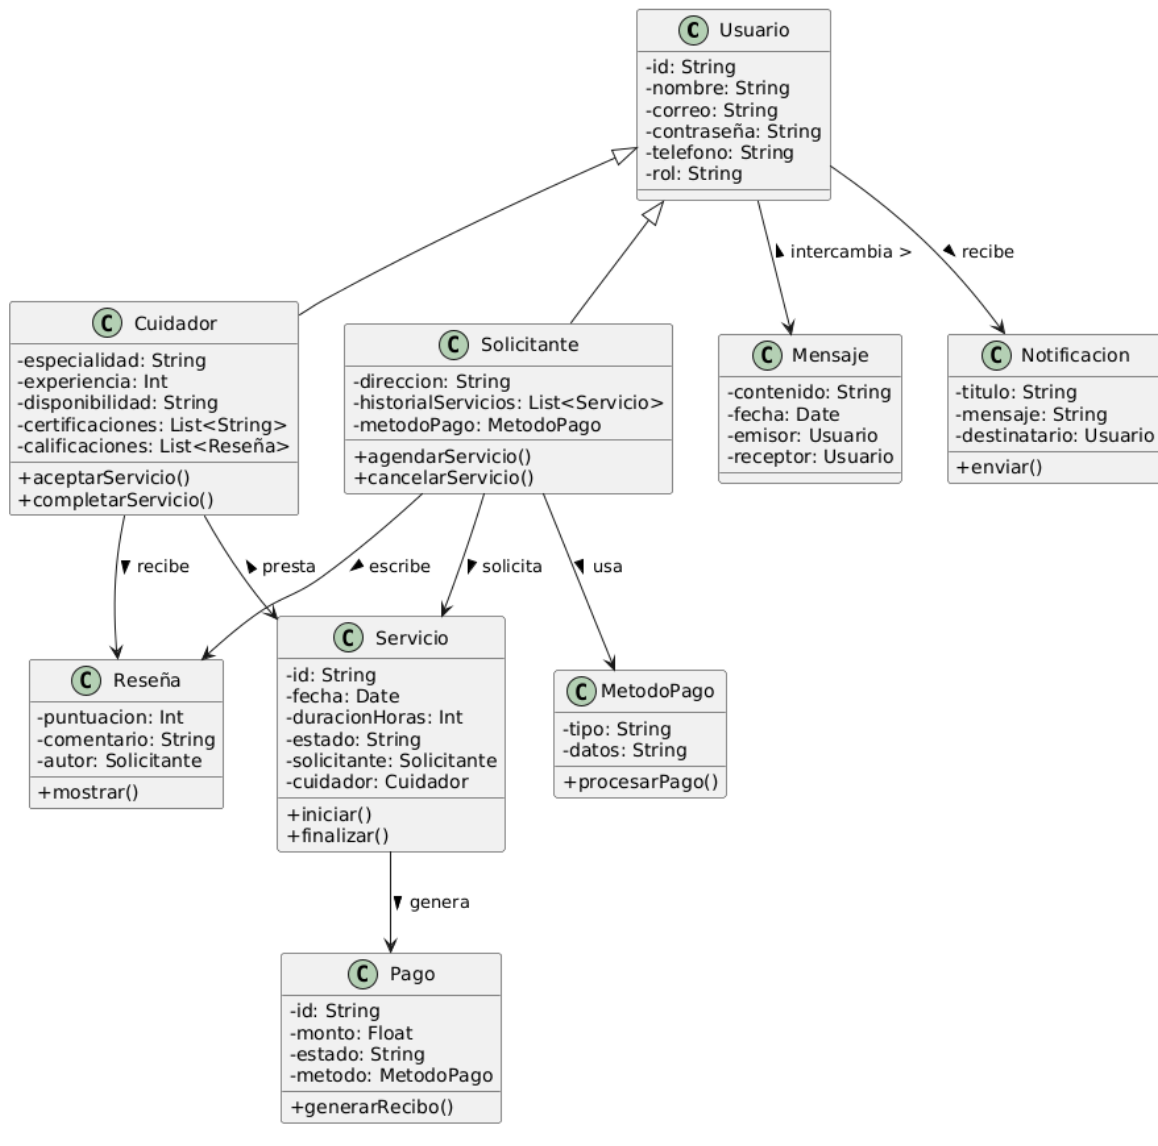 C Usuario
-id: String
-nombre: String
-correo: String
-contraseña: String
-telefono: String
-rol: String
intercambia >
recibe
C Cuidador
-especialidad: String
-experiencia: Int
-disponibilidad: String
-certificaciones: List<String>
-calificaciones: List<Reseña>
+aceptarServicio()
+completarServicio()
C Solicitante
-direccion: String
-historialServicios: List<Servicio>
-metodoPago: MetodoPago
+agendarServicio()
+cancelarServicio()
C Mensaje
-contenido: String
-fecha: Date
-emisor: Usuario
-receptor: Usuario
C Notificacion
-titulo: String
-mensaje: String
-destinatario: Usuario
+enviar()
recibe
presta
escribe
solicita
usa
C Reseña
-puntuacion: Int
-comentario: String
-autor: Solicitante
+mostrar()
C Servicio
-id: String
-fecha: Date
-duracionHoras: Int
-estado: String
-solicitante: Solicitante
-cuidador: Cuidador
+iniciar()
+finalizar()
C MetodoPago
-tipo: String
-datos: String
+procesarPago()
genera
C Pago
-id: String
-monto: Float
-estado: String
-metodo: MetodoPago
+generarRecibo()